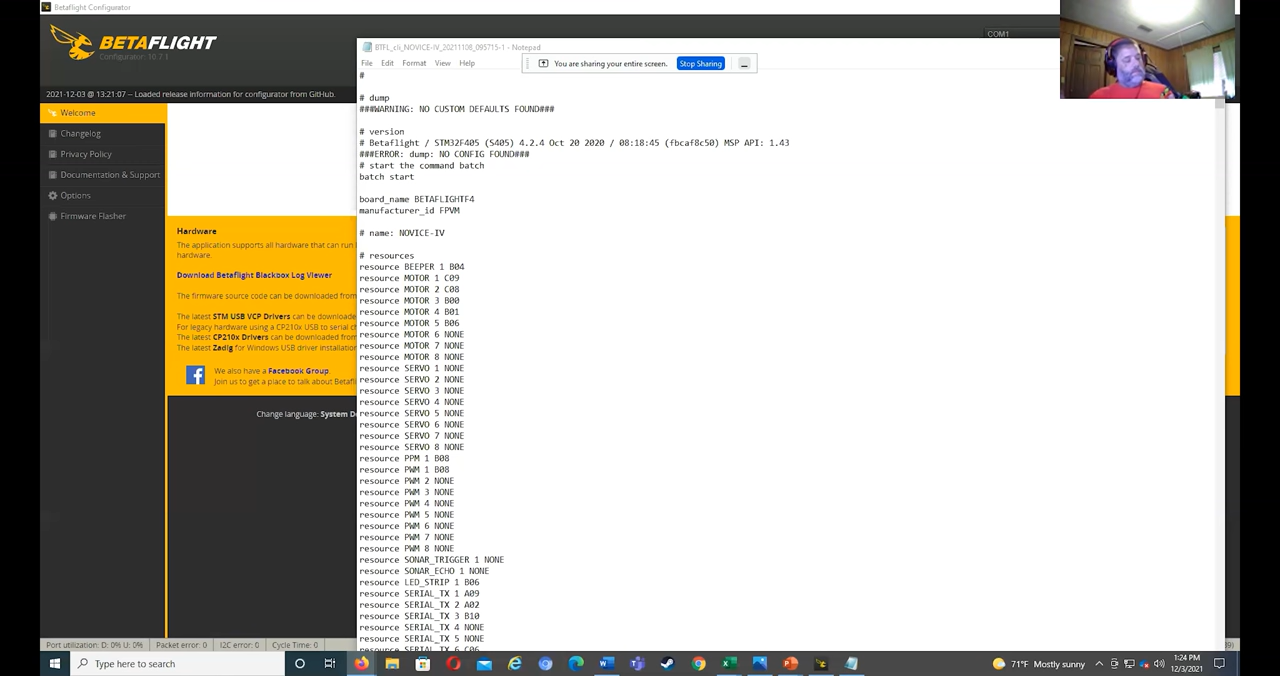 Betaflight Configurator
BETAFLIGHT
COM1
2021-12-03 @ 13:21:07 -- Loaded release information for configurator from GitHub.
Welcome
Changelog
Privacy Policy
Documentation & Support
Options
Firmware Flasher
Hardware
The application supports all hardware that can run
hardware.
Download Betaflight Blackbox Log Viewer
The firmware source code can be downloaded from
The latest STM USB VCP Drivers can be downloaded
For legacy hardware using a CP210x USB to serial
The latest CP210x Drivers can be downloaded from
The latest Zadig for Windows USB driver installation
We also have a Facebook Group.
Join us to get a place to talk about
Change language: System
BTFL_cli_NOVICE-IV_20211108_095715-1 - Notepad
File Edit Format View Help
You are sharing your entire screen. Stop Sharing
#
# dump
###WARNING: NO CUSTOM DEFAULTS FOUND###
# version
# Betaflight / STM32F405 (S405) 4.2.4 Oct 20 2020 / 08:18:45 (fbcaf8c50) MSP API: 1.43
###ERROR: dump: NO CONFIG FOUND###
# start the command batch
batch start
board_name BETAFLIGHTF4
manufacturer_id FPVM
# name: NOVICE-IV
# resources
resource BEEPER 1 B04
resource MOTOR 1 C09
resource MOTOR 2 C08
resource MOTOR 3 B00
resource MOTOR 4 B01
resource MOTOR 5 B06
resource MOTOR 6 NONE
resource MOTOR 7 NONE
resource MOTOR 8 NONE
resource SERVO 1 NONE
resource SERVO 2 NONE
resource SERVO 3 NONE
resource SERVO 4 NONE
resource SERVO 5 NONE
resource SERVO 6 NONE
resource SERVO 7 NONE
resource SERVO 8 NONE
resource PPM 1 B08
resource PWM 1 B08
resource PWM 2 NONE
resource PWM 3 NONE
resource PWM 4 NONE
resource PWM 5 NONE
resource PWM 6 NONE
resource PWM 7 NONE
resource PWM 8 NONE
resource SONAR_TRIGGER 1 NONE
resource SONAR_ECHO 1 NONE
resource LED_STRIP 1 B06
resource SERIAL_TX 1 A09
resource SERIAL_TX 2 A02
resource SERIAL_TX 3 B10
resource SERIAL_TX 4 NONE
resource SERIAL_TX 5 NONE
resource SERIAL_TX 6 C06
Port utilization: D: 0% U: 0% Packet error: 0 I2C error: 0 Cycle Time: 0
Type here to search
71°F Mostly sunny
1:24 PM
12/3/2021